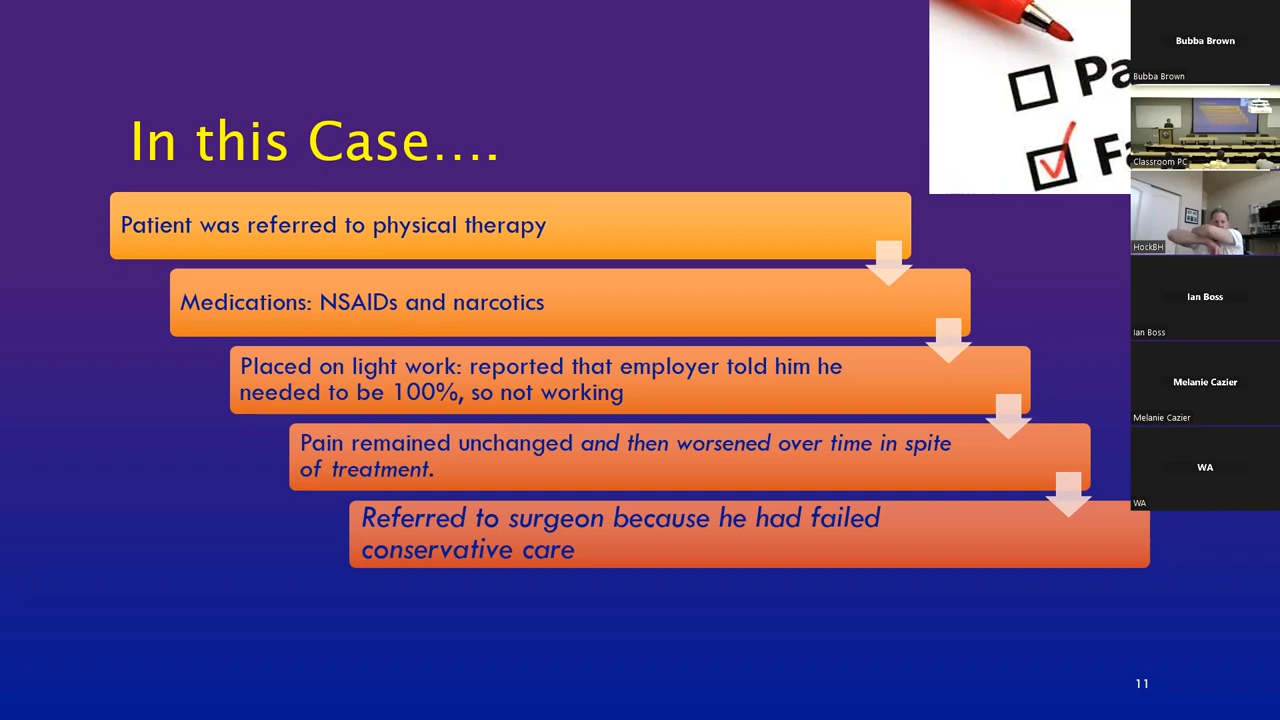 In this Case....
Patient was referred to physical therapy
Medications: NSAIDs and narcotics
Placed on light work: reported that employer told him he
needed to be 100%, so not working
Pain remained unchanged and then worsened over time in spite
of treatment.
Referred to surgeon because he had failed
conservative care
11
Pa
Fa
Bubba Brown
Bubba Brown
Classroom PC
HockBH
Ian Boss
Ian Boss
Melanie Cazier
Melanie Cazier
WA
WA